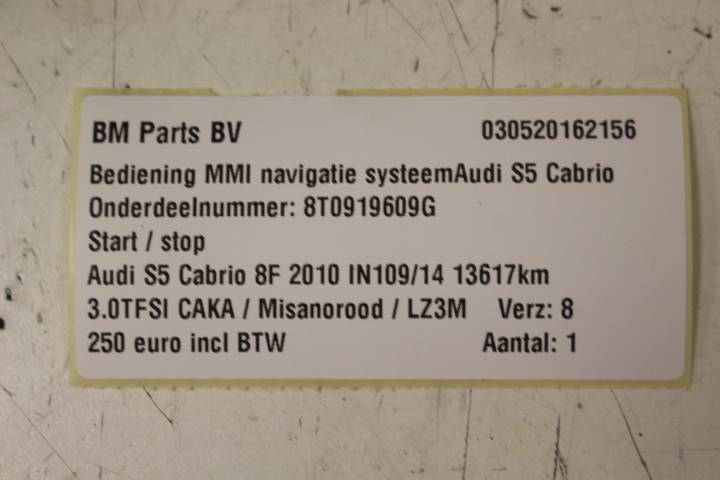 BM Parts BV 030520162156
Bediening MMI navigatie systeemAudi S5 Cabrio
Onderdeelnummer: 8T0919609G
Start / stop
Audi S5 Cabrio 8F 2010 IN109/14 13617km
3.0TFSI CAKA / Misanorood / LZ3M Verz: 8
250 euro incl BTW Aantal: 1